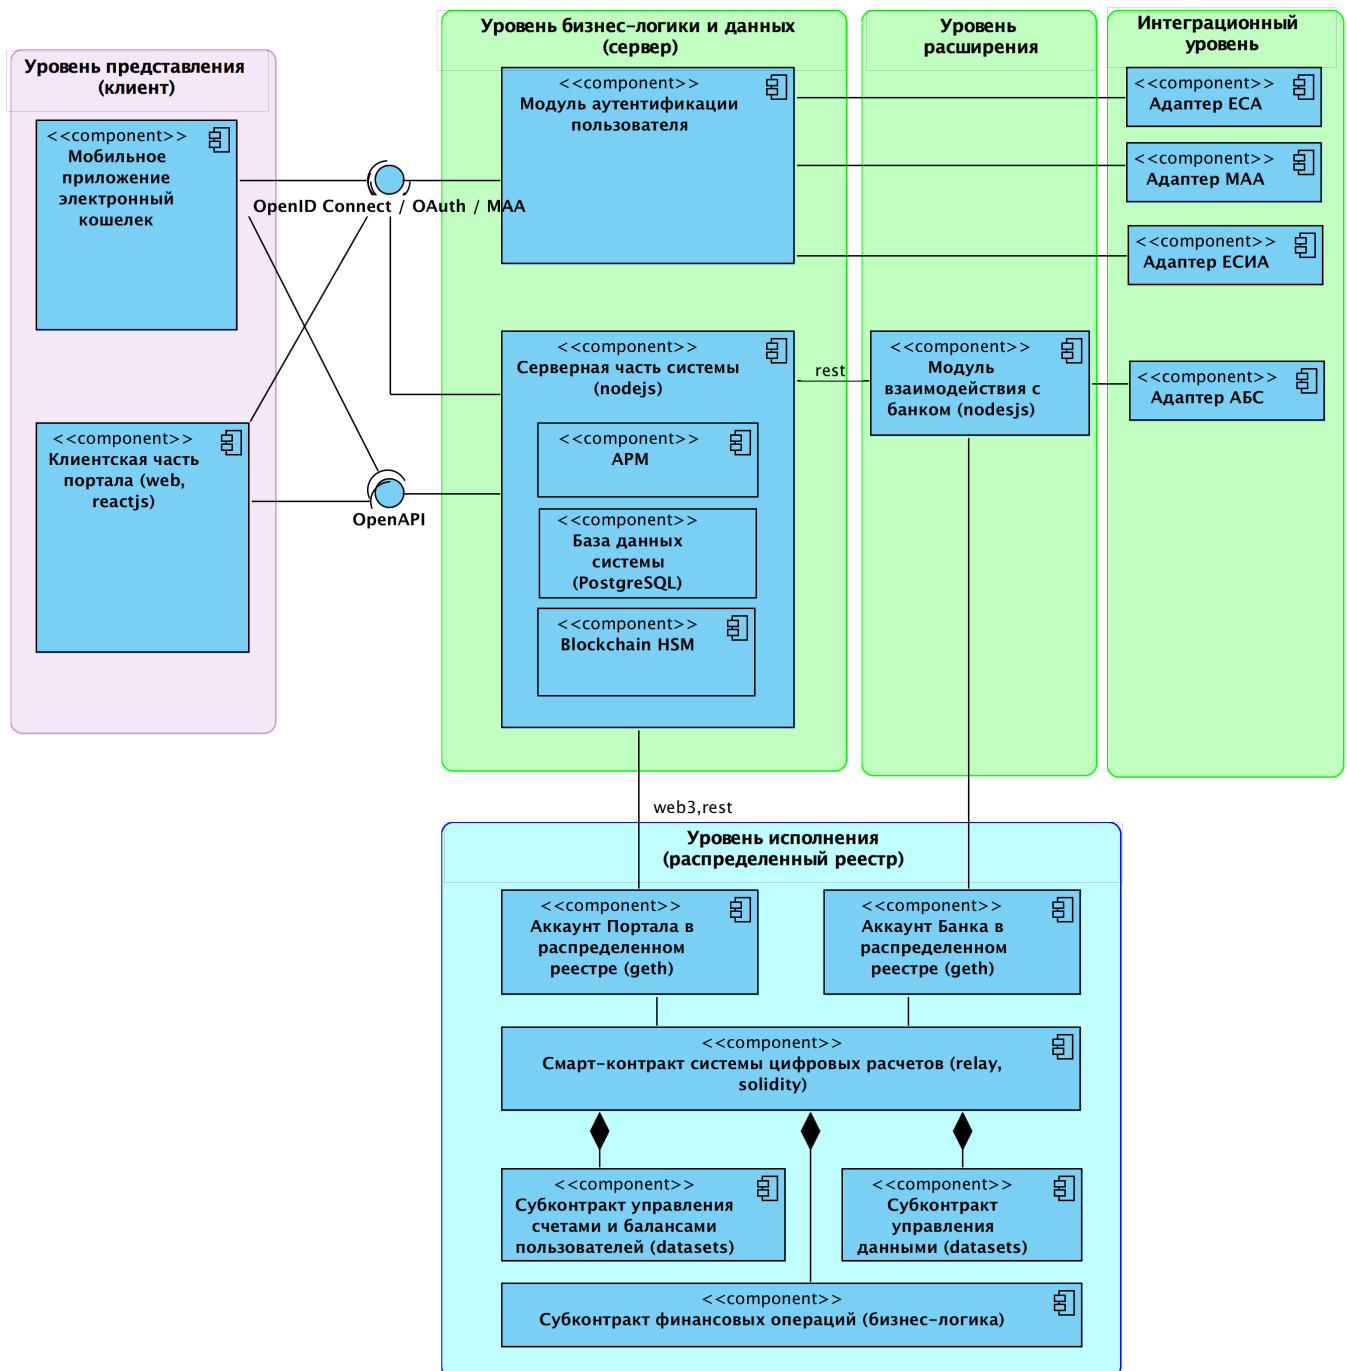 Уровень представления
(клиент)
<<component>>
Мобильное
приложение
электронный
кошелек
<<component>>
Клиентская часть
портала (web,
reactjs)
OpenID Connect / OAuth / MAA
OpenAPI
Уровень бизнес-логики и данных
(сервер)
<<component>>
Модуль аутентификации
пользователя
<<component>>
Серверная часть системы
(nodejs)
<<component>>
АРМ
<<component>>
База данных
системы
(PostgreSQL)
<<component>>
Blockchain HSM
rest
Уровень
расширения
<<component>>
Модуль
взаимодействия с
банком (nodesjs)
Интеграционный
уровень
<<component>>
Адаптер ЕСА
<<component>>
Адаптер МАА
<<component>>
Адаптер ЕСИА
<<component>>
Адаптер АБС
web3,rest
Уровень исполнения
(распределенный реестр)
<<component>>
Аккаунт Портала в
распределенном
реестре (geth)
<<component>>
Аккаунт Банка в
распределенном
реестре (geth)
<<component>>
Смарт-контракт системы цифровых расчетов (relay,
solidity)
<<component>>
Субконтракт управления
счетами и балансами
пользователей (datasets)
<<component>>
Субконтракт
управления
данными (datasets)
<<component>>
Субконтракт финансовых операций (бизнес-логика)